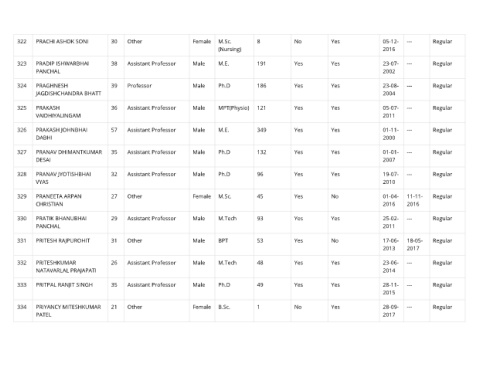 322 PRACHI ASHOK SONI 30 Other Female M.Sc. 8 No Yes 05-12- --- Regular
(Nursing) 2016
323 PRADIP ISHWARBHAI 38 Assistant Professor Male M.E. 191 Yes Yes 23-07- --- Regular
PANCHAL 2002
324 PRAGHNESH 39 Professor Male Ph.D 186 Yes Yes 23-08- --- Regular
JAGDISHCHANDRA BHATT 2004
325 PRAKASH 36 Assistant Professor Male MPT(Physio) 121 Yes Yes 05-07- --- Regular
VAIDHIYALINGAM 2011
326 PRAKASH JOHNBHAI 57 Assistant Professor Male M.E. 349 Yes Yes 01-11- --- Regular
DABHI 2000
327 PRANAV DHIMANTKUMAR 35 Assistant Professor Male Ph.D 132 Yes Yes 01-01- --- Regular
DESAI 2007
328 PRANAV JYOTISHBHAI 32 Assistant Professor Male Ph.D 96 Yes Yes 19-07- --- Regular
VYAS 2010
329 PRANEETA ARPAN 27 Other Female M.Sc. 45 Yes No 01-04- 11-11- Regular
CHRISTIAN 2016 2016
330 PRATIK BHANUBHAI 29 Assistant Professor Male M.Tech 93 Yes Yes 25-02- --- Regular
PANCHAL 2011
331 PRITESH RAJPUROHIT 31 Other Male BPT 53 Yes No 17-06- 18-05- Regular
2013 2017
332 PRITESHKUMAR 26 Assistant Professor Male M.Tech 48 Yes Yes 23-06- --- Regular
NATAVARLAL PRAJAPATI 2014
333 PRITPAL RANJIT SINGH 35 Assistant Professor Male Ph.D 49 Yes Yes 28-11- --- Regular
2015
334 PRIYANCY MITESHKUMAR 21 Other Female B.Sc. 1 No Yes 28-09- --- Regular
PATEL 2017